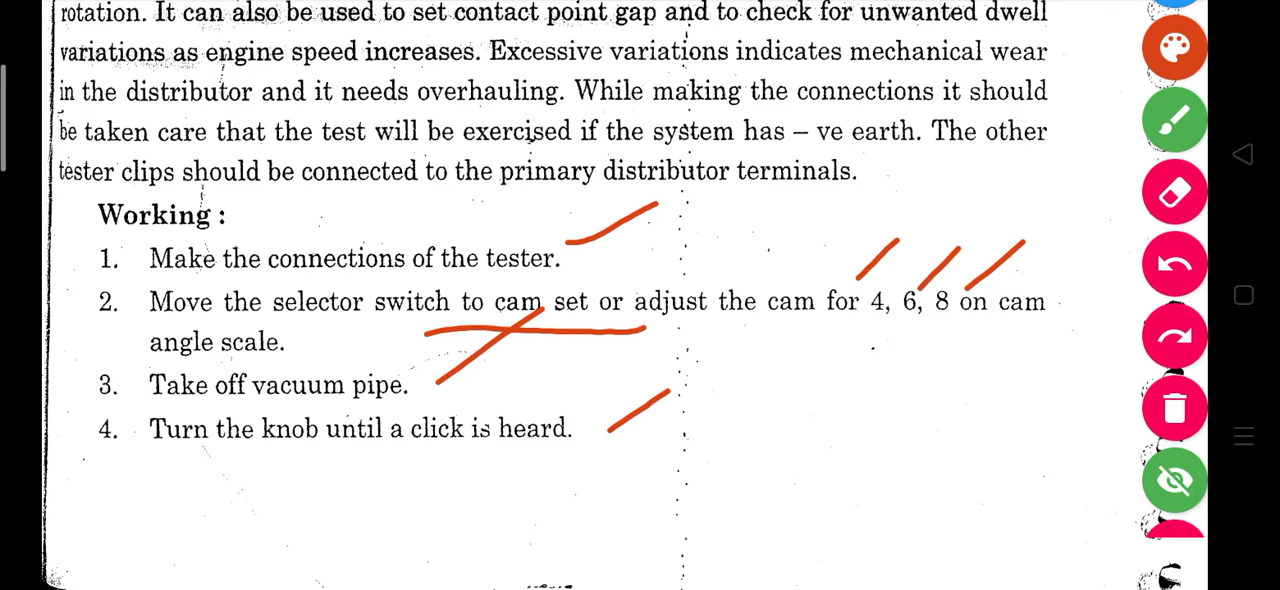 rotation. It can also be used to set contact point gap and to check for unwanted dwell
variations as engine speed increases. Excessive variations indicates mechanical wear
in the distributor and it needs overhauling. While making the connections it should
be taken care that the test will be exercised if the system has – ve earth. The other
tester clips should be connected to the primary distributor terminals.
Working :
1. Make the connections of the tester.
2. Move the selector switch to cam set or adjust the cam for 4, 6, 8 on cam
angle scale.
3. Take off vacuum pipe.
4. Turn the knob until a click is heard.